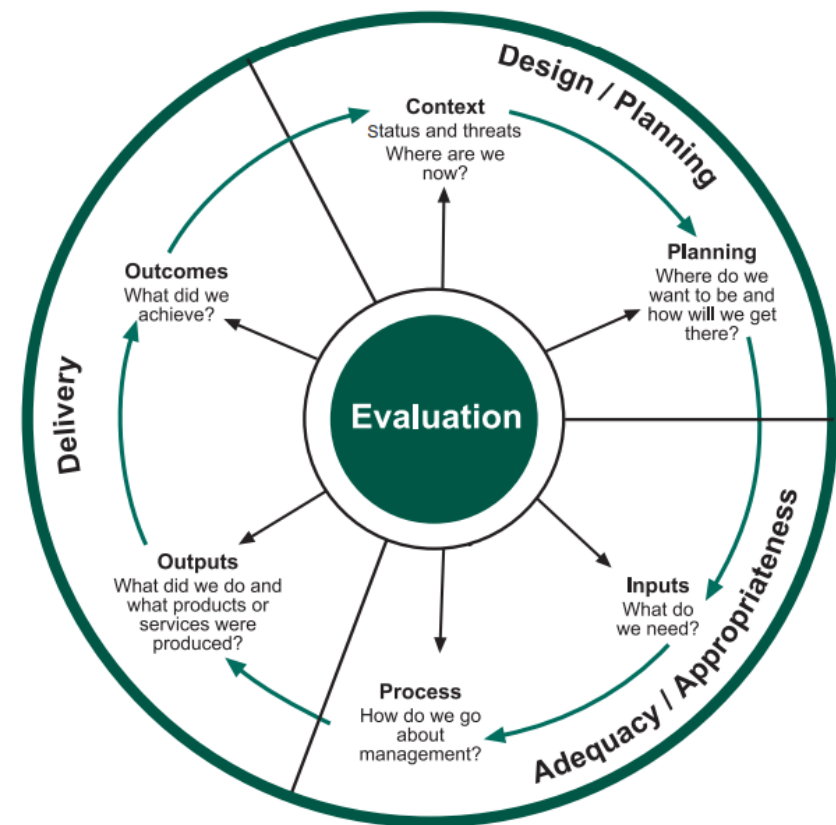 Design / Planning
Context
Status and threats
Where are we
now?
Planning
Where do we
want to be and
how will we get
there?
Outcomes
What did we
achieve?
Delivery
Evaluation
Outputs
What did we do and
what products or
services were
produced?
Inputs
What do
we need?
Process
How do we go
about
management?
Adequacy / Appropriateness